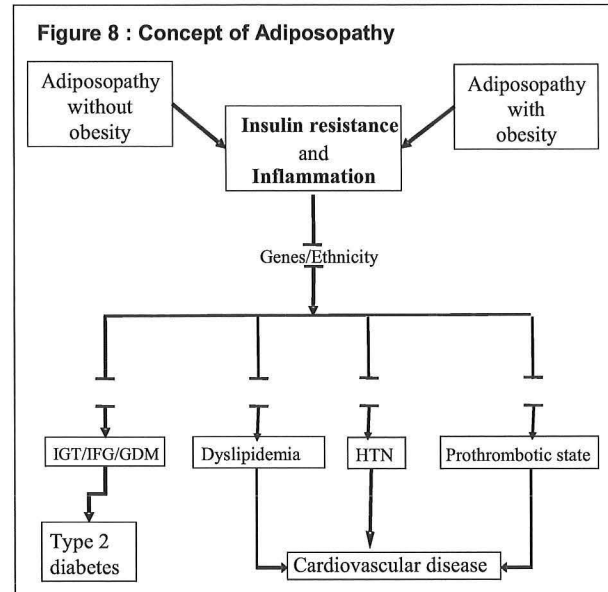 Figure 8 : Concept of Adiposopathy
Adiposopathy
without
obesity
Insulin resistance
and
Inflammation
Adiposopathy
with
obesity
Genes/Ethnicity
IGT/IFG/GDM
Dyslipidemia
HTN
Prothrombotic state
Type 2
diabetes
Cardiovascular disease